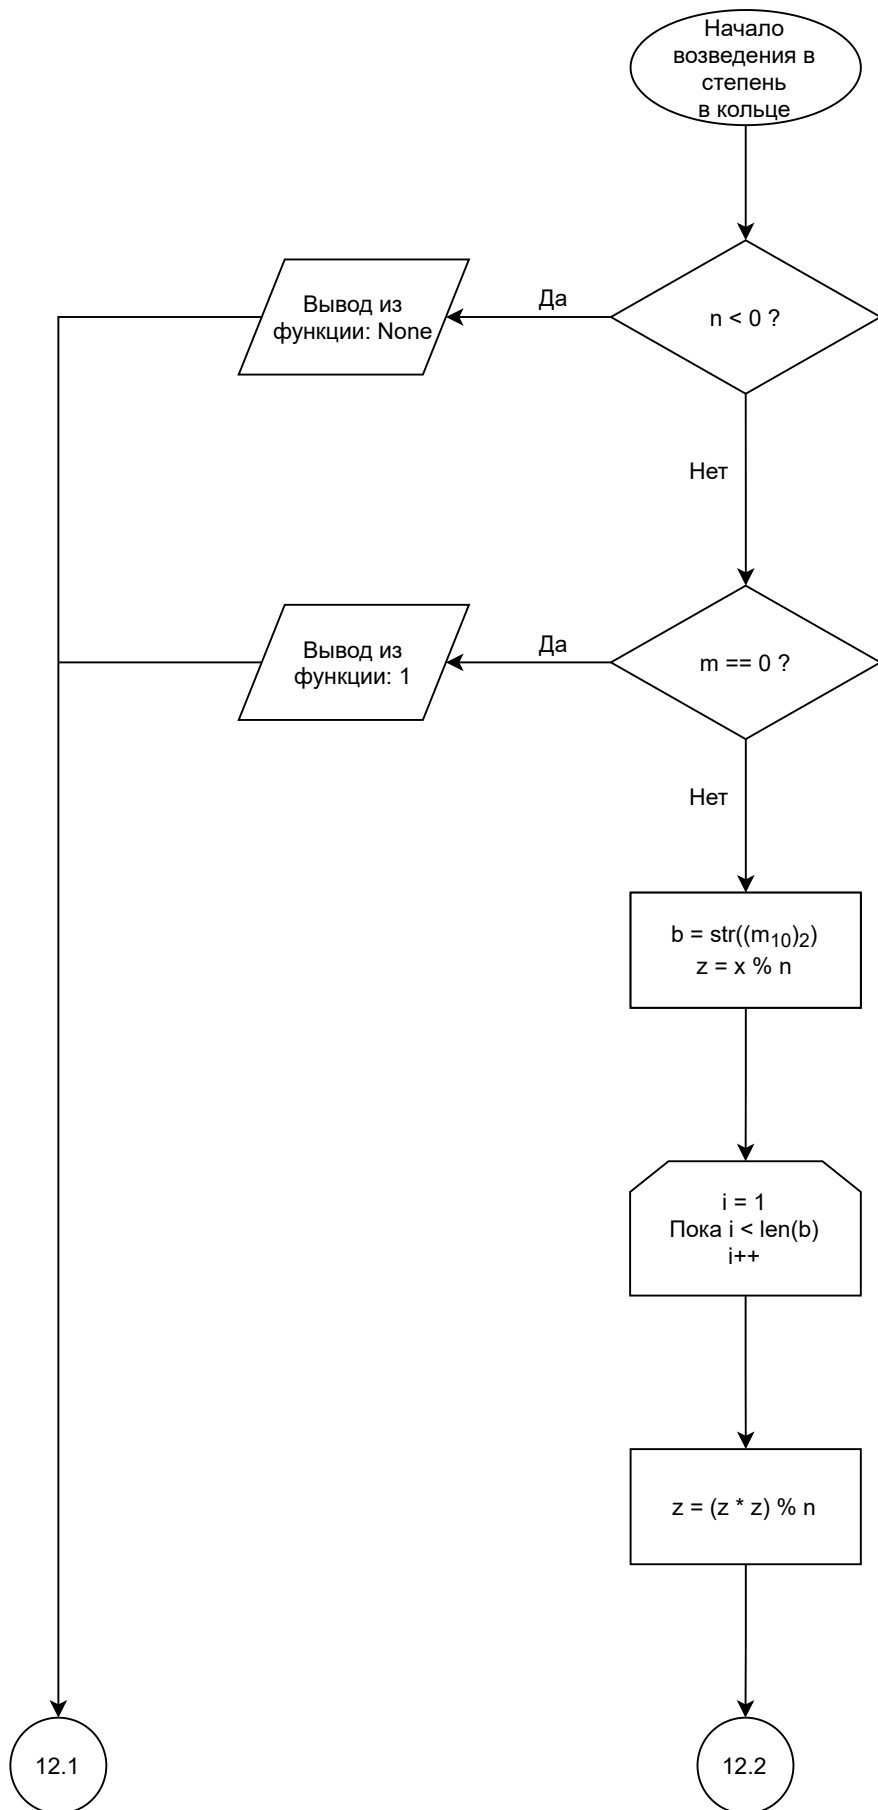 Начало
возведения в
степень
в кольце
n < 0 ?
Да
Вывод из
функции: None
Нет
m == 0 ?
Да
Вывод из
функции: 1
Нет
b = str((m₁₀)₂)
z = x % n
i = 1
Пока i < len(b)
i++
z = (z * z) % n
12.1
12.2